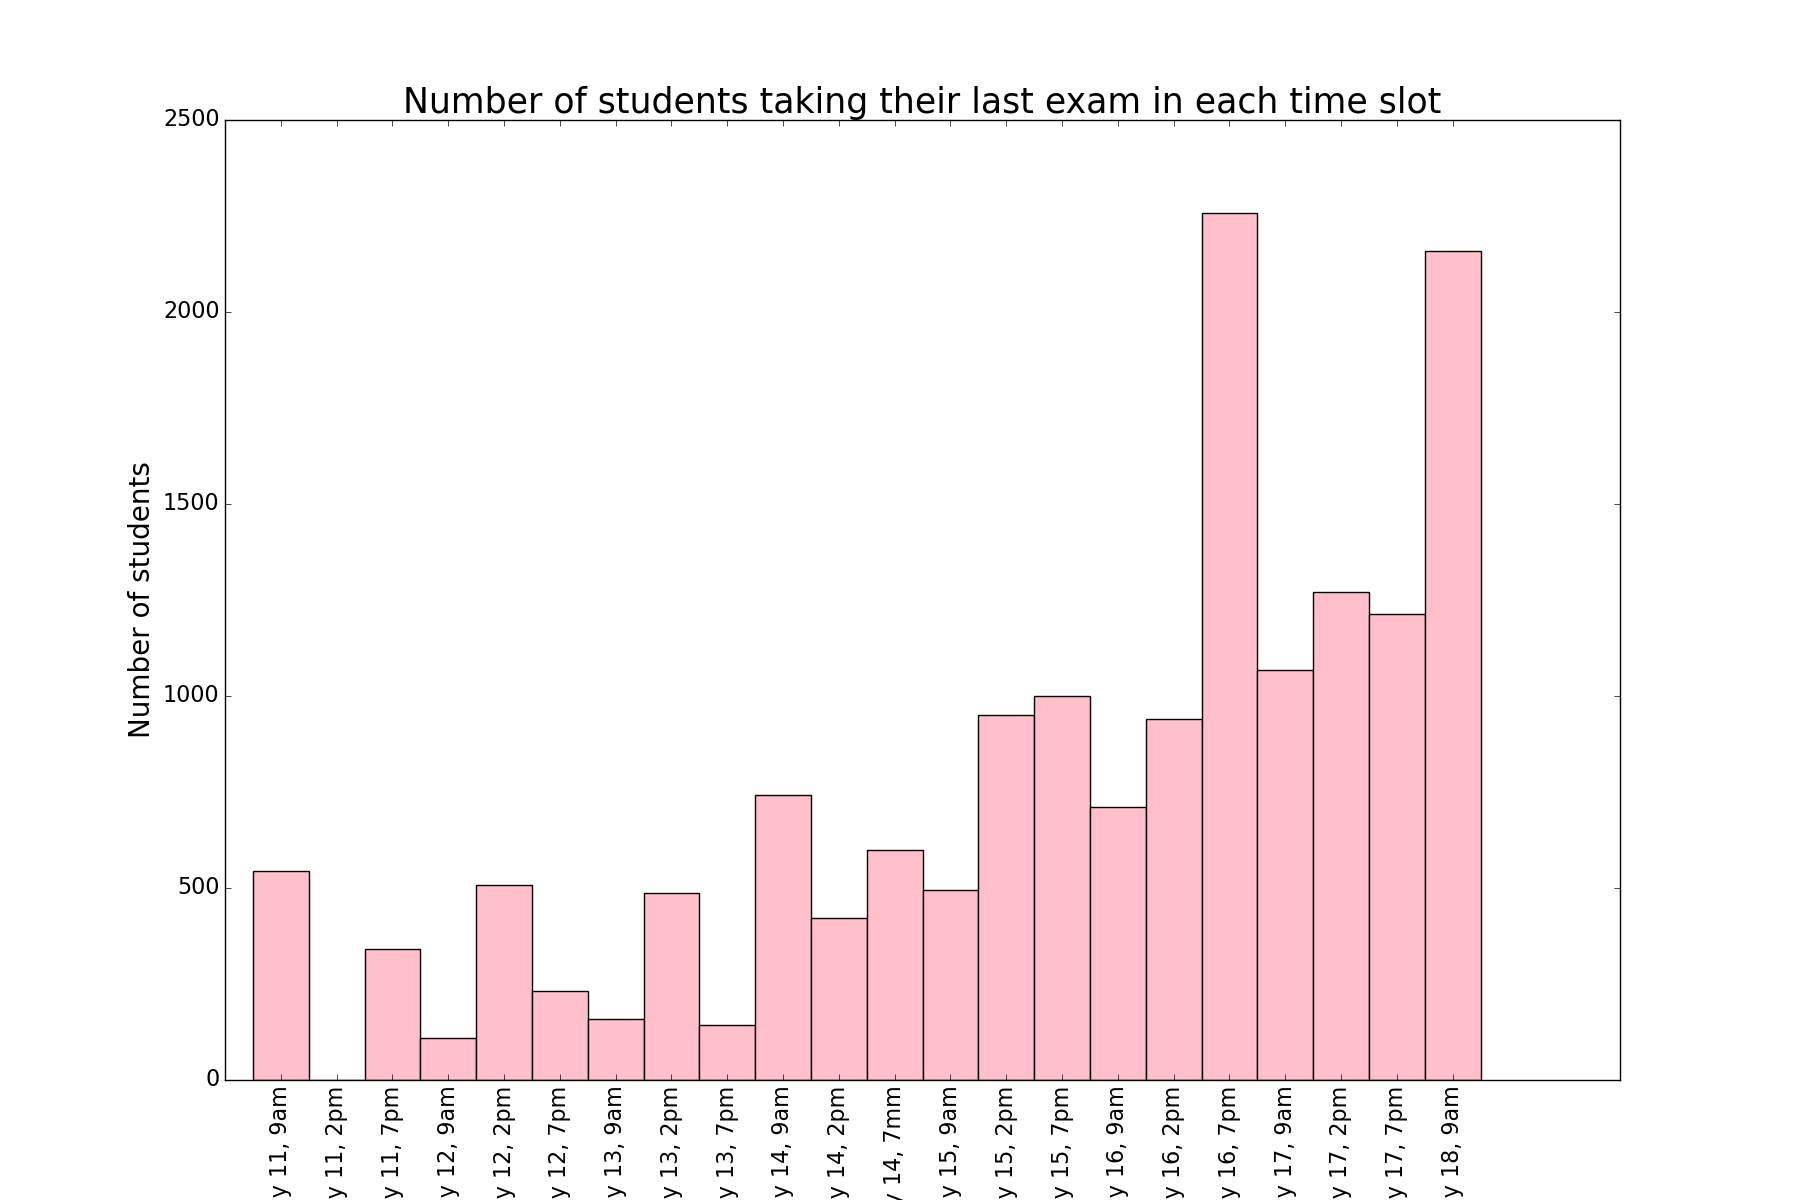 Number of students taking their last exam in each time slot
Number of students
2500
2000
1500
1000
500
0
y 11, 9am
y 11, 2pm
y 11, 7pm
y 12, 9am
y 12, 2pm
y 12, 7pm
y 13, 9am
y 13, 2pm
y 13, 7pm
y 14, 9am
y 14, 2pm
y 14, 7mm
y 15, 9am
y 15, 2pm
y 15, 7pm
y 16, 9am
y 16, 2pm
y 16, 7pm
y 17, 9am
y 17, 2pm
y 17, 7pm
y 18, 9am